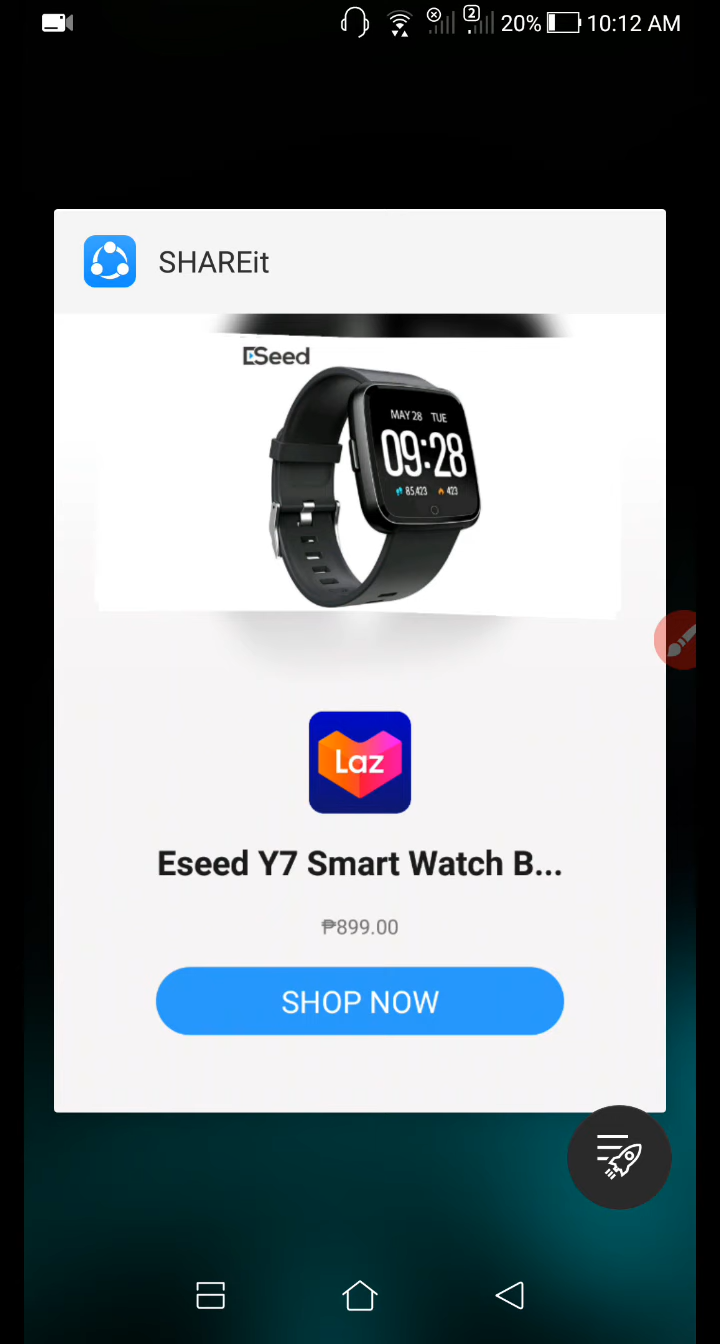 2 20% 10:12 AM
SHAREit
ESeed
MAY 28 TUE
09:28
85,423 423
Laz
Eseed Y7 Smart Watch B...
₱899.00
SHOP NOW